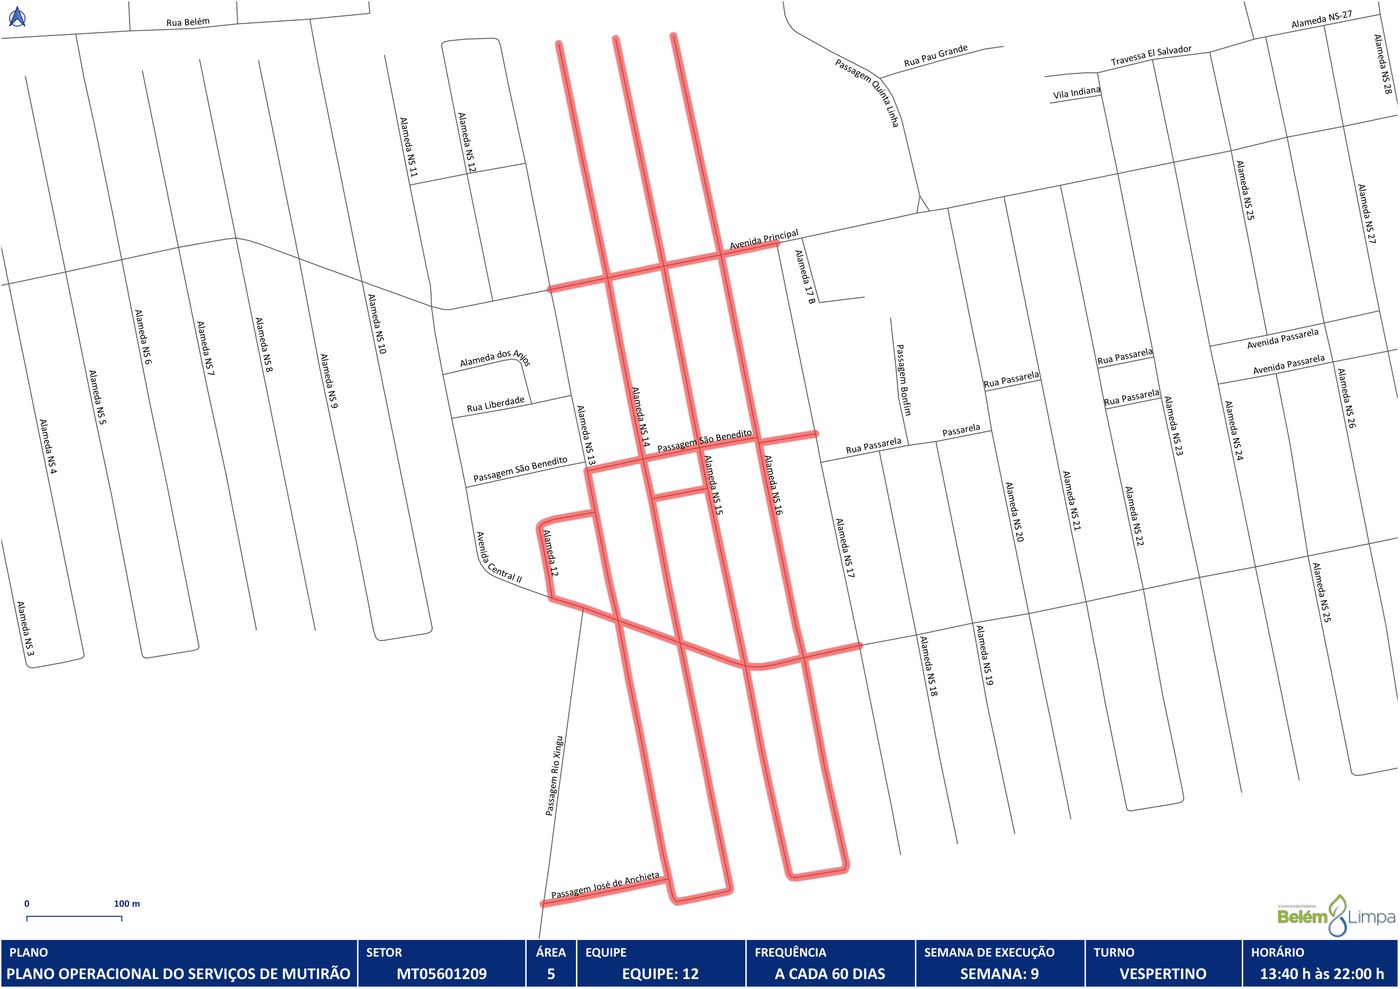 Rua Belém
Alameda NS-27
Travessa El Salvador
Rua Pau Grande
Passagem Quinta Linha
Vila Indiana
Alameda NS 28
Alameda NS 11
Alameda NS 12
Alameda NS 25
Alameda NS 27
Avenida Principal
Alameda 17 B
Alameda NS 6
Alameda NS 7
Alameda NS 8
Alameda NS 10
Alameda NS 9
Alameda NS 5
Alameda NS 4
Alameda NS 3
Alameda dos Anjos
Rua Liberdade
Alameda NS 13
Alameda NS 14
Passagem São Benedito
Passagem São Benedito
Alameda NS 15
Alameda NS 16
Passagem Bonfim
Rua Passarela
Passarela
Rua Passarela
Rua Passarela
Rua Passarela
Avenida Passarela
Avenida Passarela
Alameda NS 26
Alameda NS 24
Alameda NS 23
Alameda NS 22
Alameda NS 21
Alameda NS 20
Alameda NS 17
Alameda 12
Avenida Central II
Alameda NS 18
Alameda NS 19
Alameda NS 25
Passagem Rio Xingu
Passagem José de Anchieta
0 100 m
CONCESSIONÁRIA
Belém Limpa
PLANO
PLANO OPERACIONAL DO SERVIÇOS DE MUTIRÃO
SETOR
MT05601209
ÁREA
5
EQUIPE
EQUIPE: 12
FREQUÊNCIA
A CADA 60 DIAS
SEMANA DE EXECUÇÃO
SEMANA: 9
TURNO
VESPERTINO
HORÁRIO
13:40 h às 22:00 h